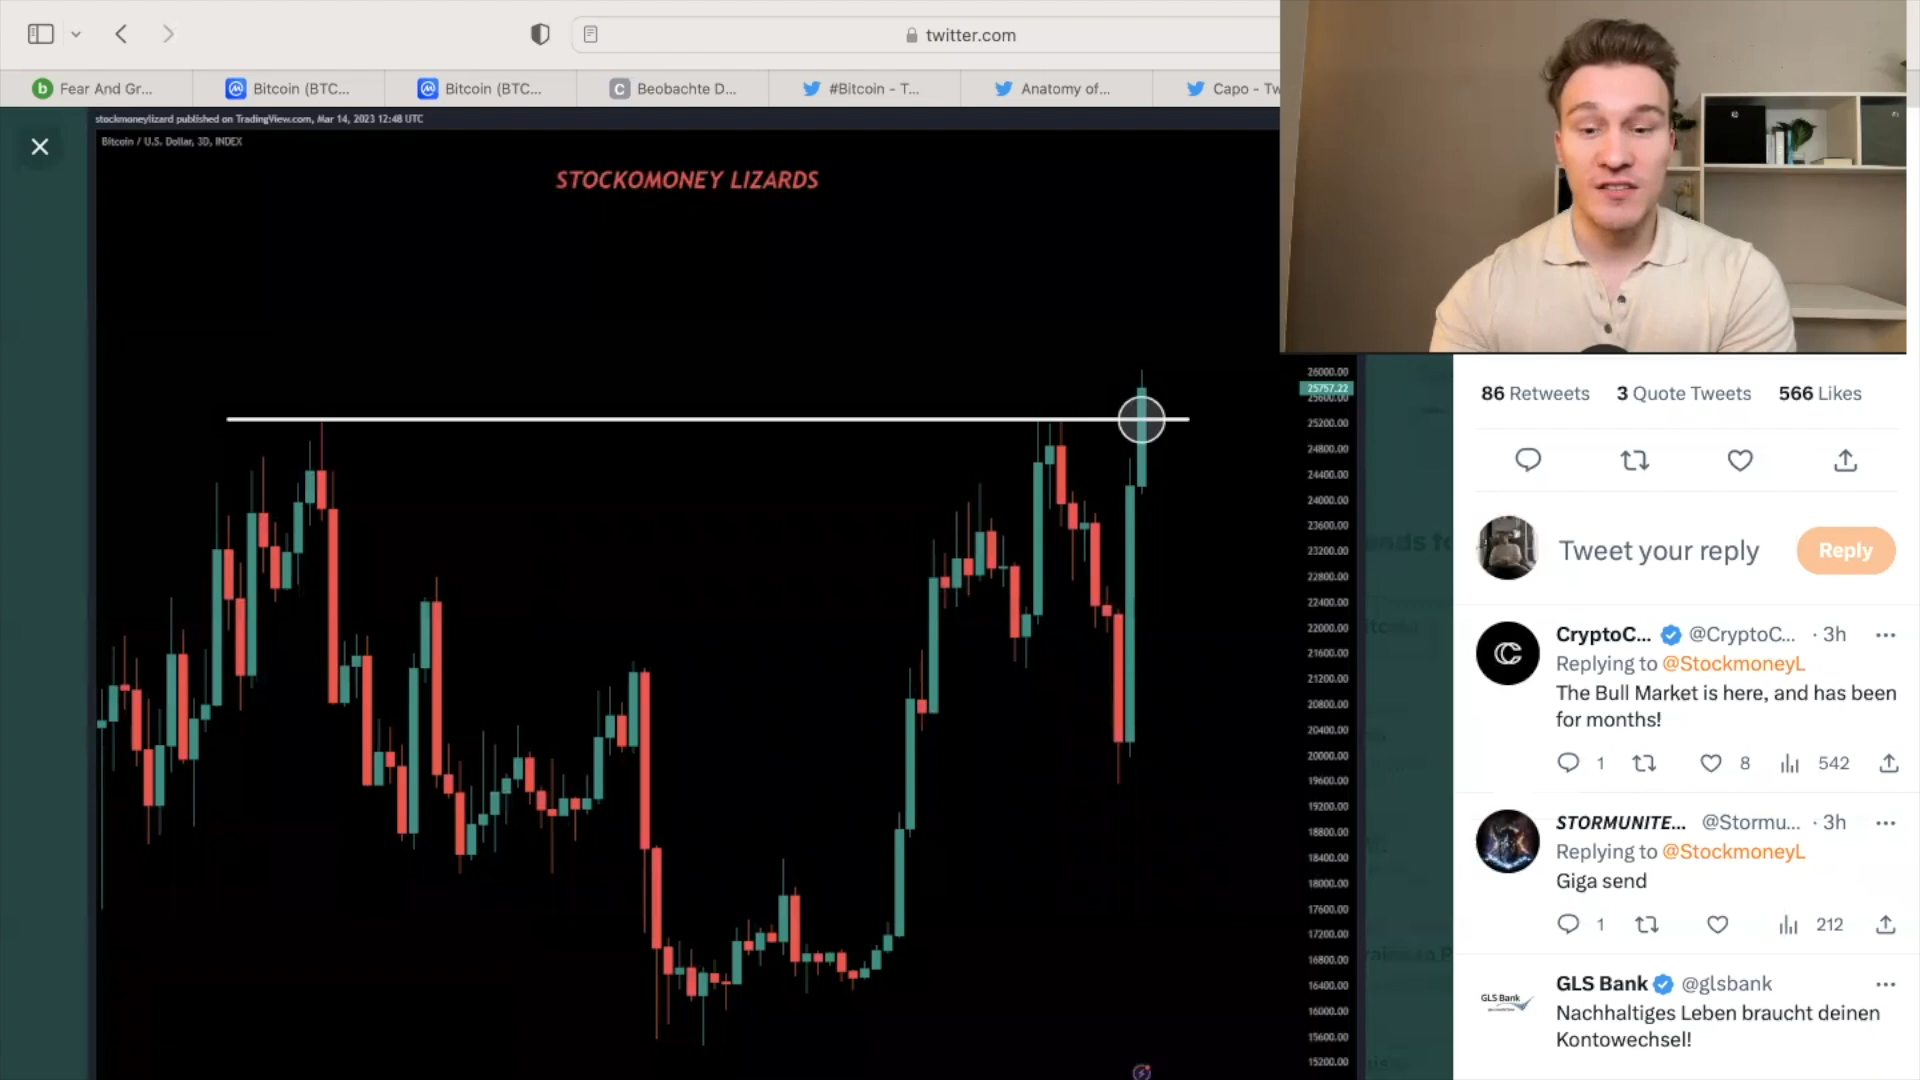 twitter.com
Fear And Gr...
Bitcoin (BTC...
Bitcoin (BTC...
Beobachte D...
#Bitcoin - T...
Anatomy of...
Capo - Tw
stockmoneylizard published on TradingView.com, Mar 14, 2023 12:48 UTC
Bitcoin / U.S. Dollar, 3D, INDEX
STOCKOMONEY LIZARDS
26000.00
25757.22
25600.00
25200.00
24800.00
24400.00
24000.00
23600.00
23200.00
22800.00
22400.00
22000.00
21600.00
21200.00
20800.00
20400.00
20000.00
19600.00
19200.00
18800.00
18400.00
18000.00
17600.00
17200.00
16800.00
16400.00
16000.00
15600.00
15200.00
86 Retweets 3 Quote Tweets 566 Likes
Tweet your reply
Reply
CryptoC... @CryptoC... · 3h
Replying to @StockmoneyL
The Bull Market is here, and has been
for months!
1 8 542
STORMUNITE... @Stormu... · 3h
Replying to @StockmoneyL
Giga send
1 212
GLS Bank
GLS Bank @glsbank
Nachhaltiges Leben braucht deinen
Kontowechsel!